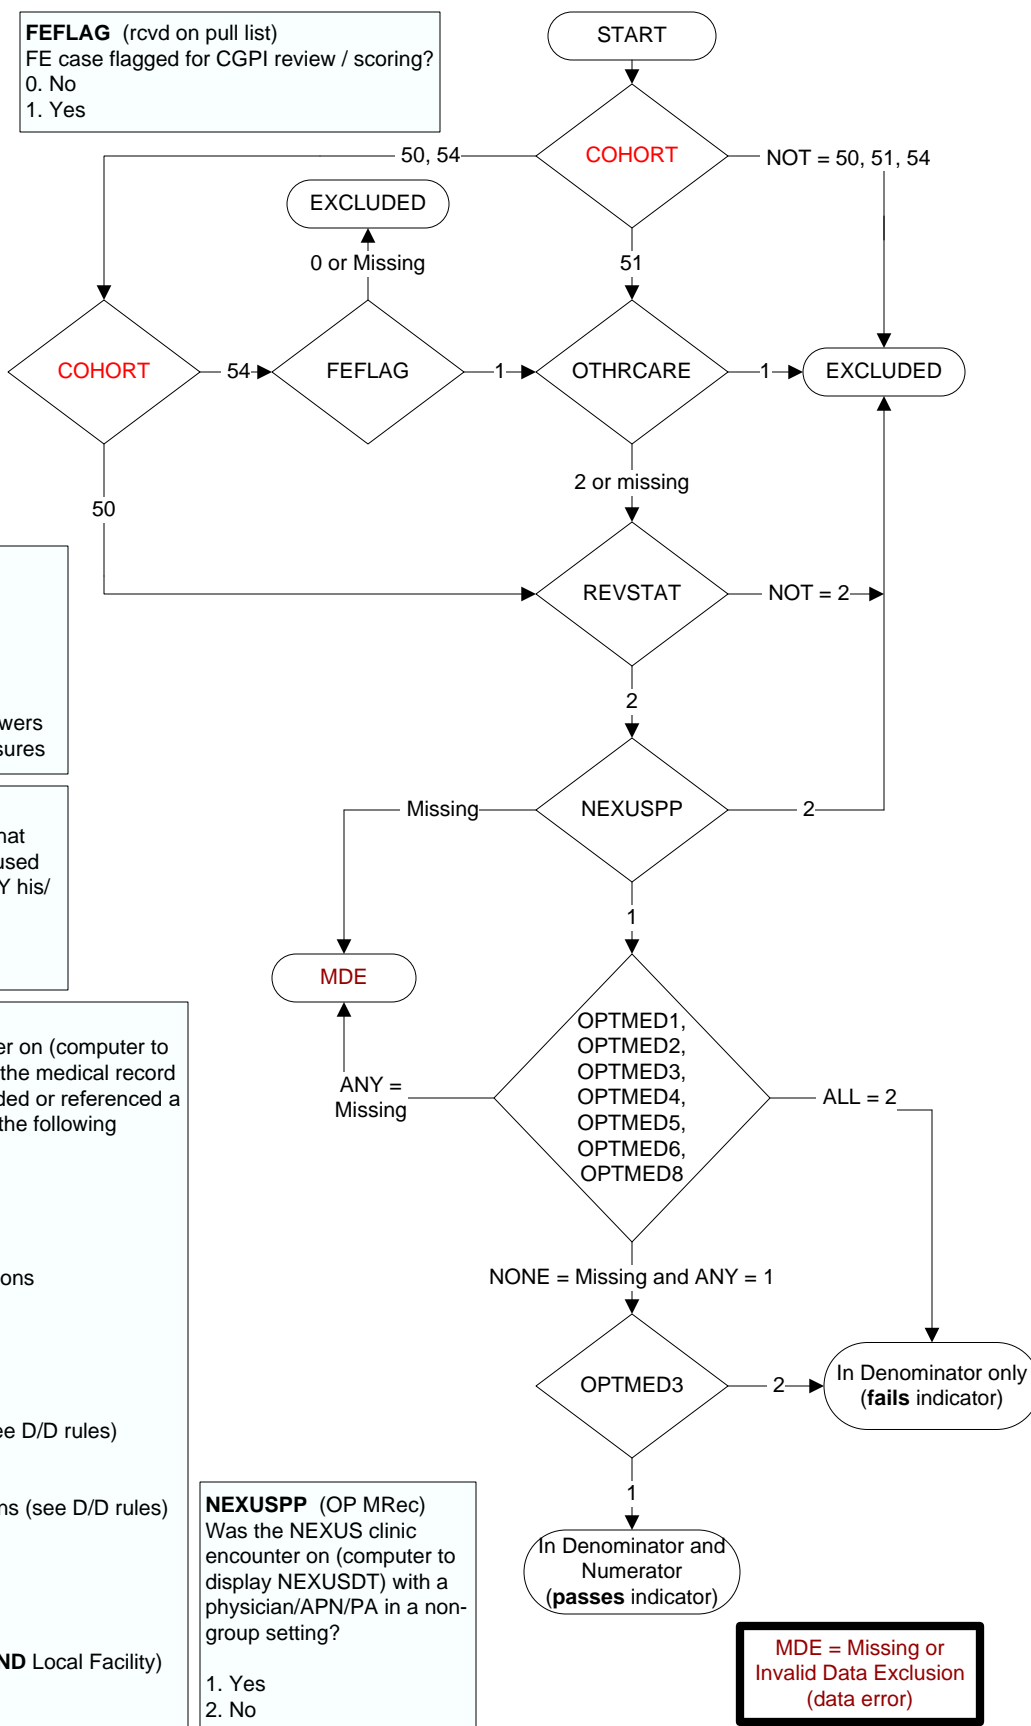 FEFLAG (rcvd on pull list)
FE case flagged for CGPI review / scoring?
0. No
1. Yes
START
COHORT
50, 54
NOT = 50, 51, 54
EXCLUDED
0 or Missing
51
COHORT
54
FEFLAG
1
OTHRCARE
1
EXCLUDED
2 or missing
50
REVSTAT
NOT = 2
2
wers
sures
NEXUSPP
Missing
2
hat
used
Y his/
1
MDE
er on (computer to
the medical record
ded or referenced a
the following
ons
ee D/D rules)
ns (see D/D rules)
ND Local Facility)
OPTMED1,
OPTMED2,
OPTMED3,
OPTMED4,
OPTMED5,
OPTMED6,
OPTMED8
ANY =
Missing
ALL = 2
NONE = Missing and ANY = 1
OPTMED3
2
In Denominator only
(fails indicator)
1
In Denominator and
Numerator
(passes indicator)
NEXUSPP (OP MRec)
Was the NEXUS clinic
encounter on (computer to
display NEXUSDT) with a
physician/APN/PA in a non-
group setting?
1. Yes
2. No
MDE = Missing or
Invalid Data Exclusion
(data error)